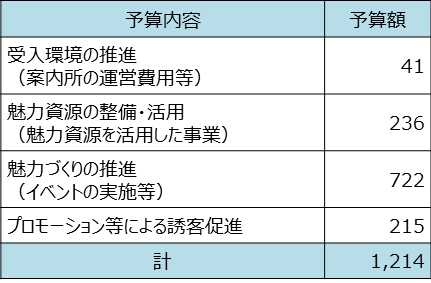 予算内容 予算額
受入環境の推進
（案内所の運営費用等） 41
魅力資源の整備・活用
（魅力資源を活用した事業） 236
魅力づくりの推進
（イベントの実施等） 722
プロモーション等による誘客促進 215
計 1,214